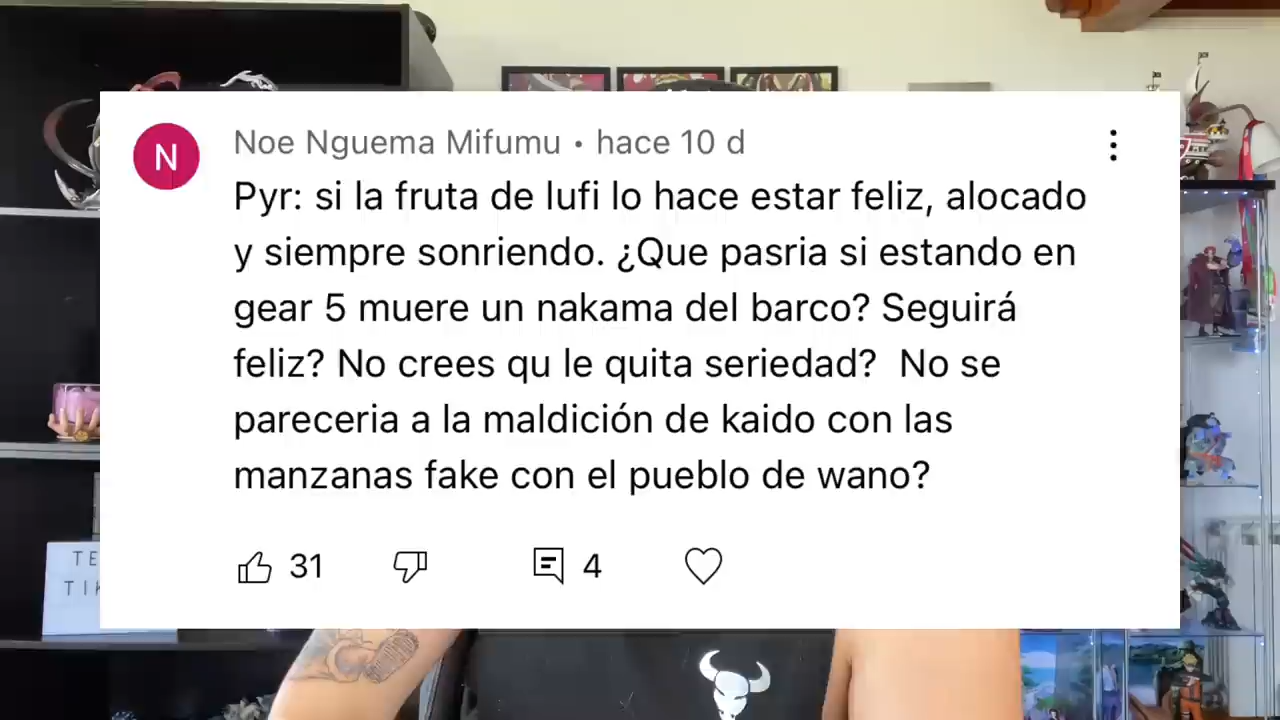 N
Noe Nguema Mifumu • hace 10 d
Pyr: si la fruta de lufi lo hace estar feliz, alocado
y siempre sonriendo. ¿Que pasria si estando en
gear 5 muere un nakama del barco? Seguirá
feliz? No crees qu le quita seriedad?  No se
pareceria a la maldición de kaido con las
manzanas fake con el pueblo de wano?
31
4
TE
TIK